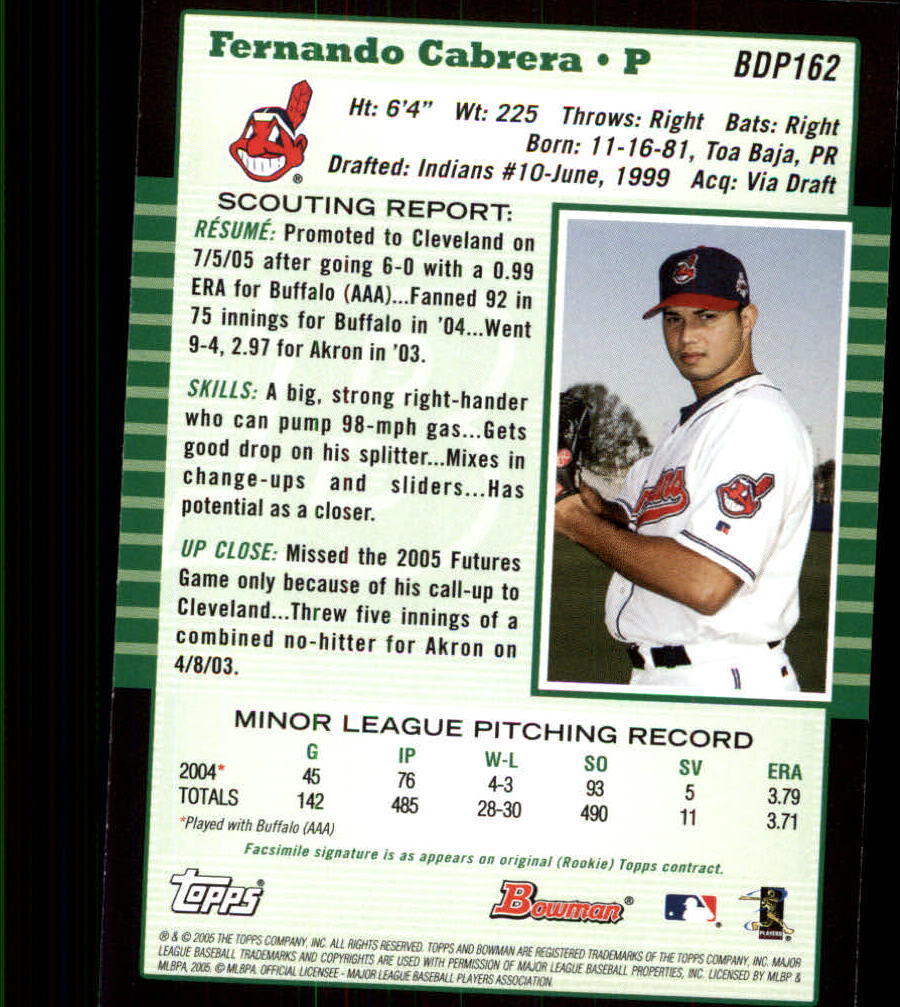 Fernando Cabrera • P
BDP162
Ht: 6'4" Wt: 225 Throws: Right Bats: Right
Born: 11-16-81, Toa Baja, PR
Drafted: Indians #10-June, 1999 Acq: Via Draft
SCOUTING REPORT:
RÉSUMÉ: Promoted to Cleveland on
7/5/05 after going 6-0 with a 0.99
ERA for Buffalo (AAA)...Fanned 92 in
75 innings for Buffalo in '04...Went
9-4, 2.97 for Akron in '03.
SKILLS: A big, strong right-hander
who can pump 98-mph gas...Gets
good drop on his splitter...Mixes in
change-ups and sliders...Has
potential as a closer.
UP CLOSE: Missed the 2005 Futures
Game only because of his call-up to
Cleveland...Threw five innings of a
combined no-hitter for Akron on
4/8/03.
MINOR LEAGUE PITCHING RECORD
G IP W-L SO SV ERA
2004* 45 76 4-3 93 5 3.79
TOTALS 142 485 28-30 490 11 3.71
*Played with Buffalo (AAA)
Facsimile signature is as appears on original (Rookie) Topps contract.
Topps® Bowman® ® PLAYERS ®
® & © 2005 THE TOPPS COMPANY, INC. ALL RIGHTS RESERVED. TOPPS AND BOWMAN ARE REGISTERED TRADEMARKS OF THE TOPPS COMPANY, INC. MAJOR
LEAGUE BASEBALL TRADEMARKS AND COPYRIGHTS ARE USED WITH PERMISSION OF MAJOR LEAGUE BASEBALL PROPERTIES, INC. LICENSED BY MLBP &
MLBPA, 2005. © MLBPA. OFFICIAL LICENSEE - MAJOR LEAGUE BASEBALL PLAYERS ASSOCIATION.